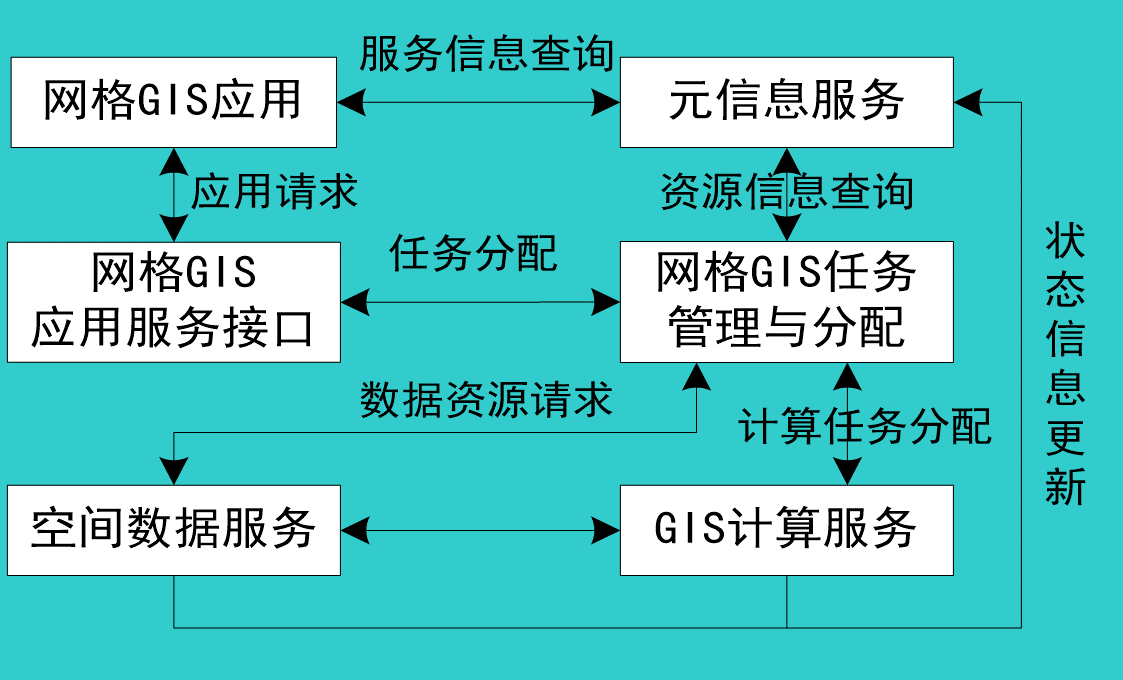 服务信息查询
网格GIS应用
元信息服务
应用请求
资源信息查询
网格GIS
应用服务接口
任务分配
网格GIS任务
管理与分配
状态信息更新
数据资源请求
计算任务分配
空间数据服务
GIS计算服务